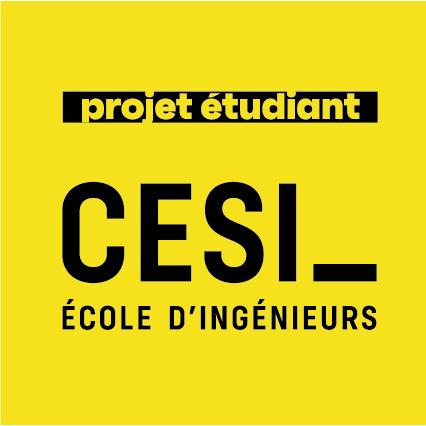 projet étudiant
CESI_
ÉCOLE D'INGÉNIEURS